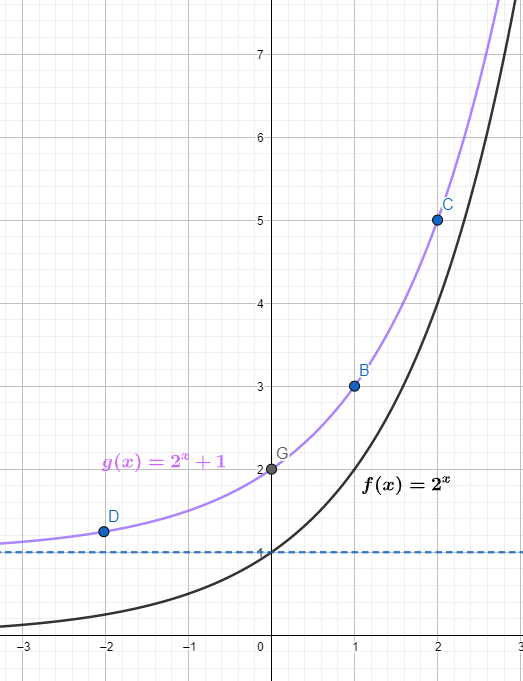 7
6
C
5
4
B
3
G
g(x) = 2^x + 1
2
f(x) = 2^x
D
1
−3 −2 −1 0 1 2 3